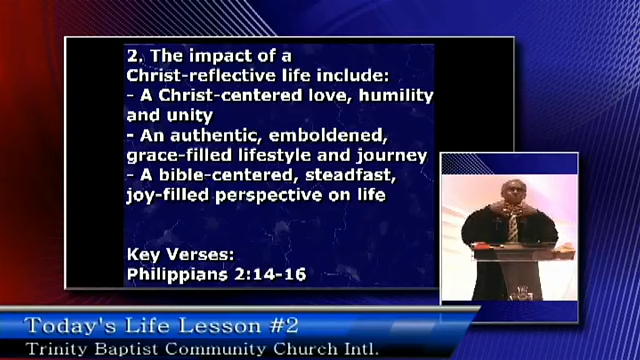 2. The impact of a
Christ-reflective life include:
- A Christ-centered love, humility
and unity
- An authentic, emboldened,
grace-filled lifestyle and journey
- A bible-centered, steadfast,
joy-filled perspective on life
Key Verses:
Philippians 2:14-16
Today's Life Lesson #2
Trinity Baptist Community Church Intl.